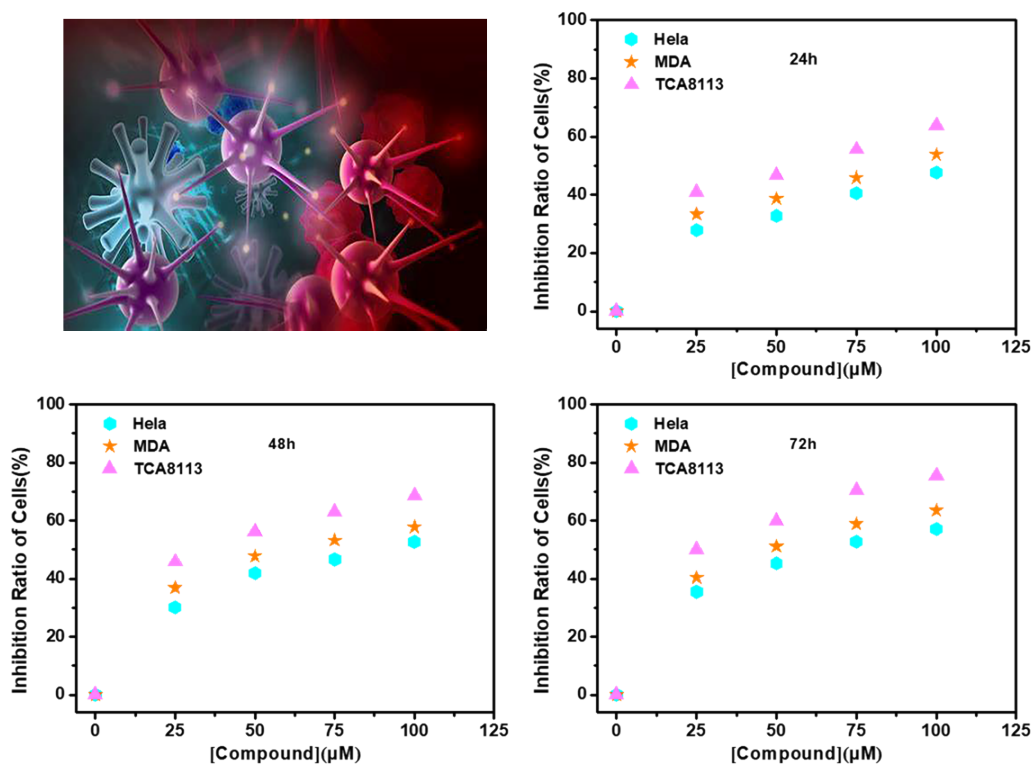 100
80
60
40
20
0
Inhibition Ratio of Cells(%)
Hela
MDA
TCA8113
24h
0 25 50 75 100 125
[Compound](µM)
100
80
60
40
20
0
Inhibition Ratio of Cells(%)
Hela
MDA
TCA8113
48h
0 25 50 75 100 125
[Compound](µM)
100
80
60
40
20
0
Inhibition Ratio of Cells(%)
Hela
MDA
TCA8113
72h
0 25 50 75 100 125
[Compound](µM)